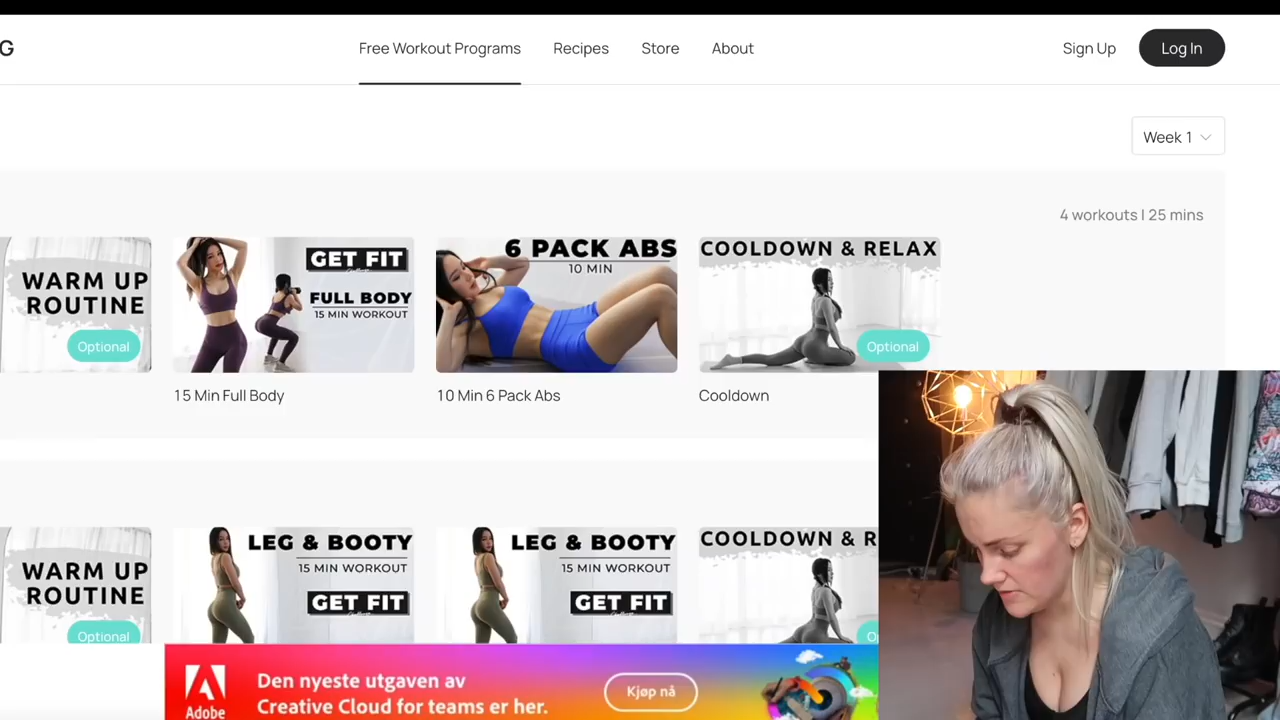 G
Free Workout Programs
Recipes
Store
About
Sign Up
Log In
Week 1
4 workouts | 25 mins
WARM UP
ROUTINE
Optional
GET FIT
FULL BODY
15 MIN WORKOUT
6 PACK ABS
10 MIN
COOLDOWN & RELAX
Optional
15 Min Full Body
10 Min 6 Pack Abs
Cooldown
WARM UP
ROUTINE
Optional
LEG & BOOTY
15 MIN WORKOUT
GET FIT
LEG & BOOTY
15 MIN WORKOUT
GET FIT
COOLDOWN & R
Adobe
Den nyeste utgaven av
Creative Cloud for teams er her.
Kjøp nå